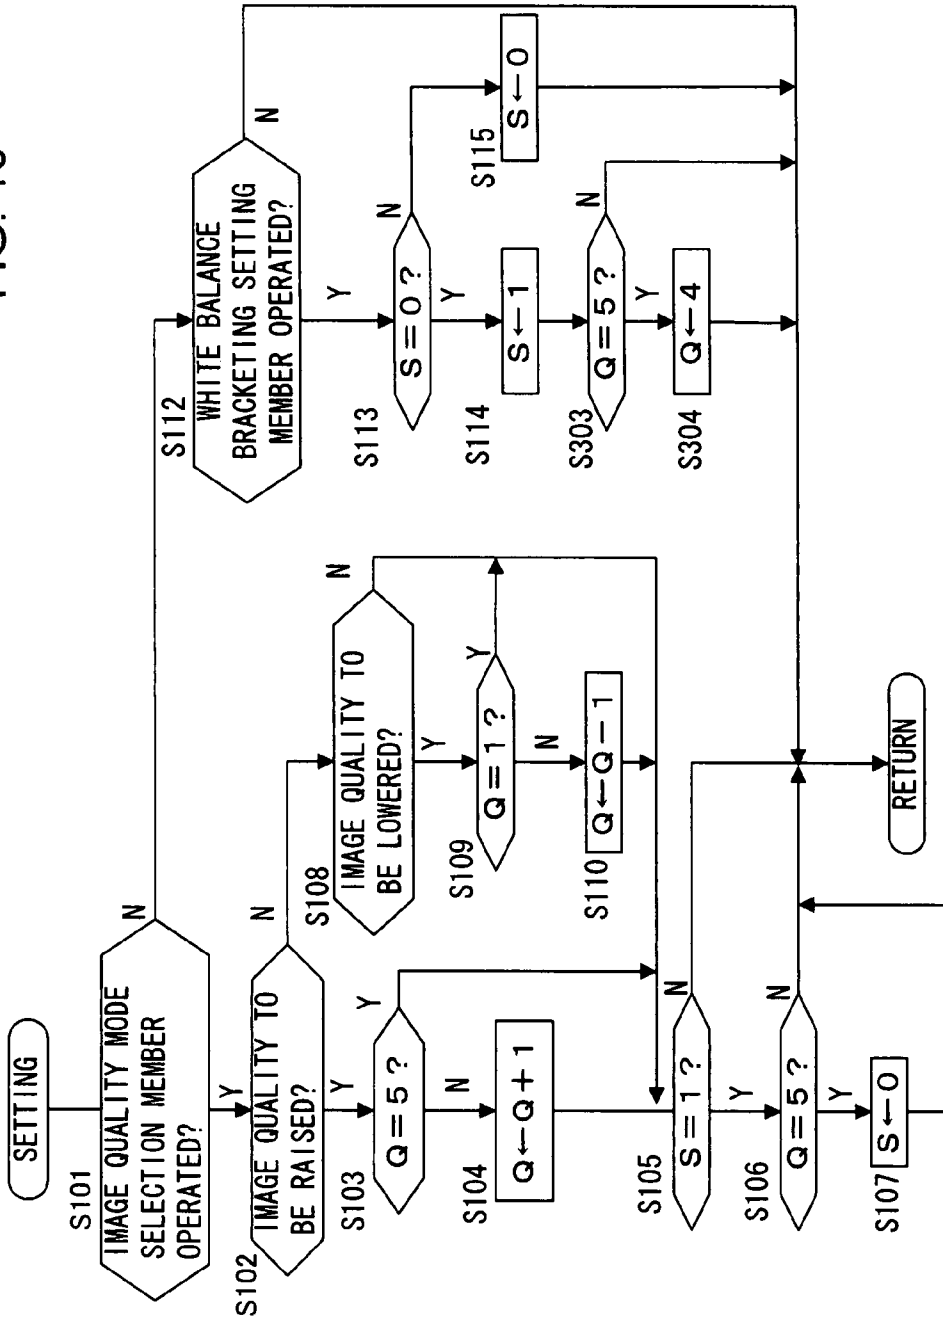 SETTING
S101
IMAGE QUALITY MODE
SELECTION MEMBER
OPERATED?
N
Y
S102
IMAGE QUALITY TO
BE RAISED?
N
Y
S103
Q=5?
Y
N
S104
Q←Q+1
S105
S=1?
N
Y
S106
Q=5?
N
Y
S107
S←0
S108
IMAGE QUALITY TO
BE LOWERED?
N
Y
S109
Q=1?
Y
N
S110
Q←Q-1
RETURN
S112
WHITE BALANCE
BRACKETING SETTING
MEMBER OPERATED?
N
Y
S113
S=0?
N
Y
S114
S←1
S115
S←0
S303
Q=5?
N
Y
S304
Q←4